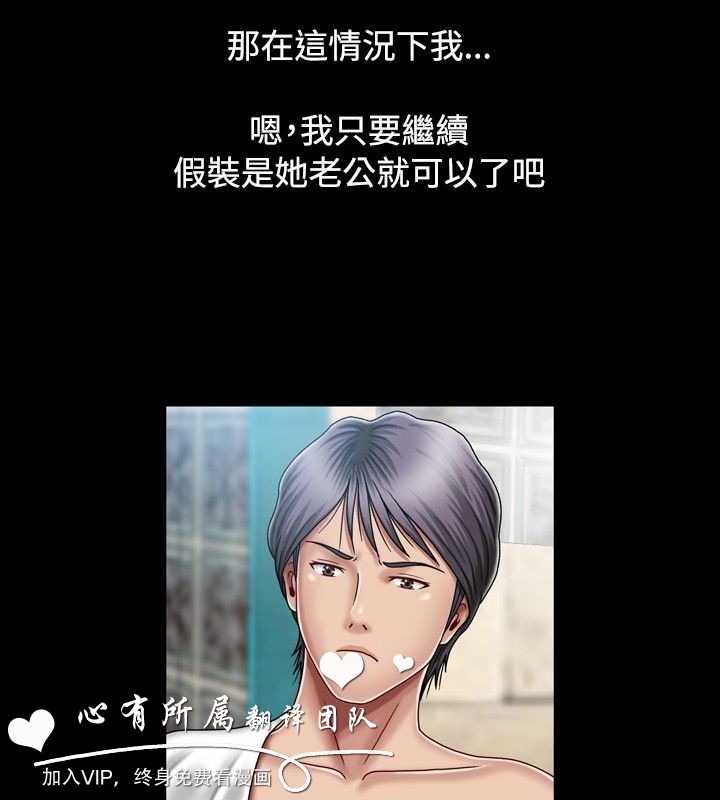 那在這情況下我...
嗯,我只要繼續
假裝是她老公就可以了吧
心有所属翻译团队
加入VIP，终身免费看漫画